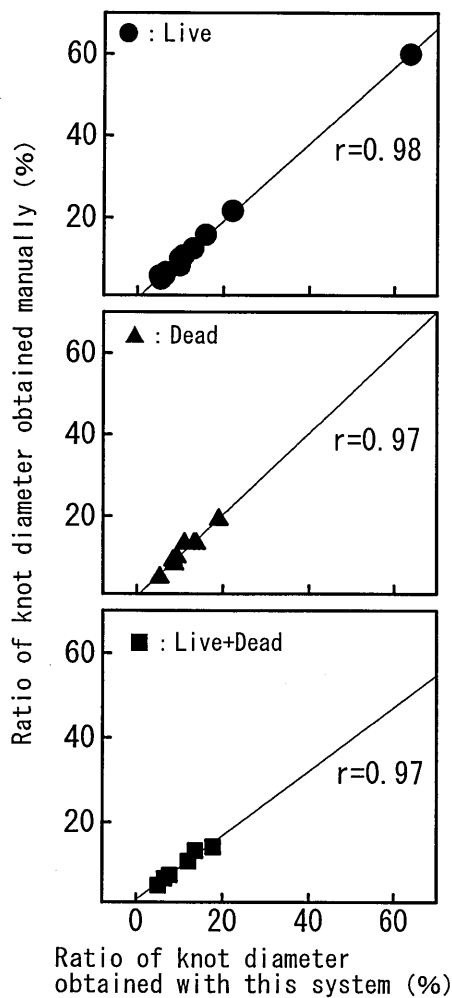 Ratio of knot diameter obtained manually (%)
● : Live
60
40
20
r=0.98
▲ : Dead
60
40
20
r=0.97
■ : Live+Dead
60
40
20
r=0.97
0 20 40 60
Ratio of knot diameter
obtained with this system (%)